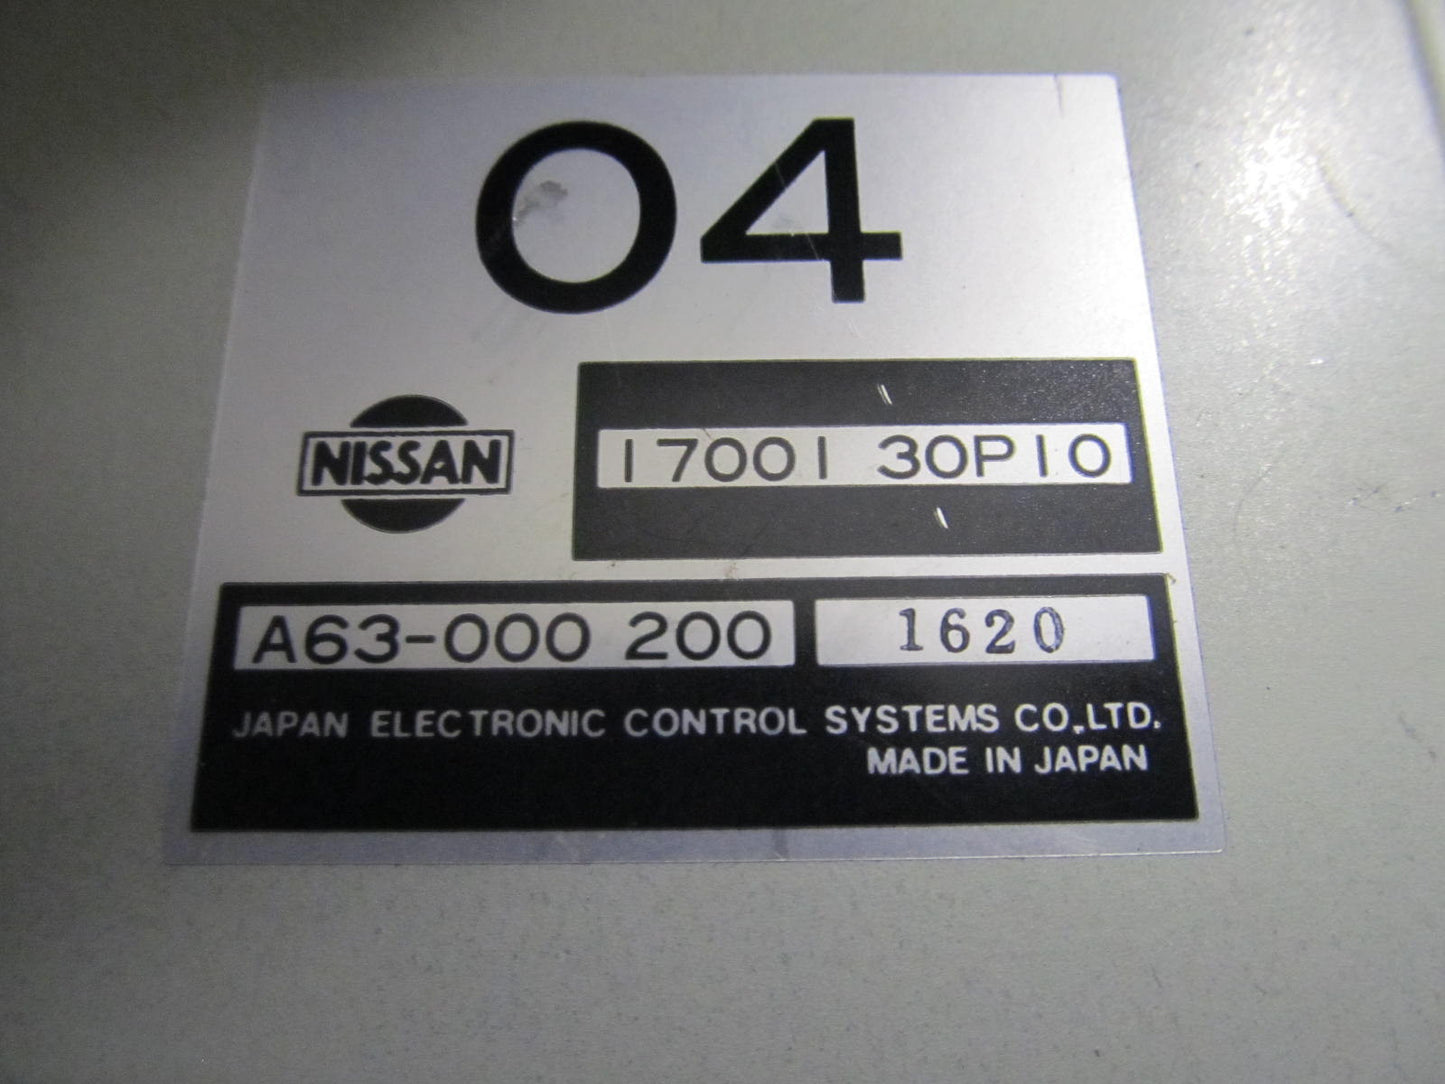 04
NISSAN
17001 30P10
A63-000 200 1620
JAPAN ELECTRONIC CONTROL SYSTEMS CO.,LTD.
MADE IN JAPAN